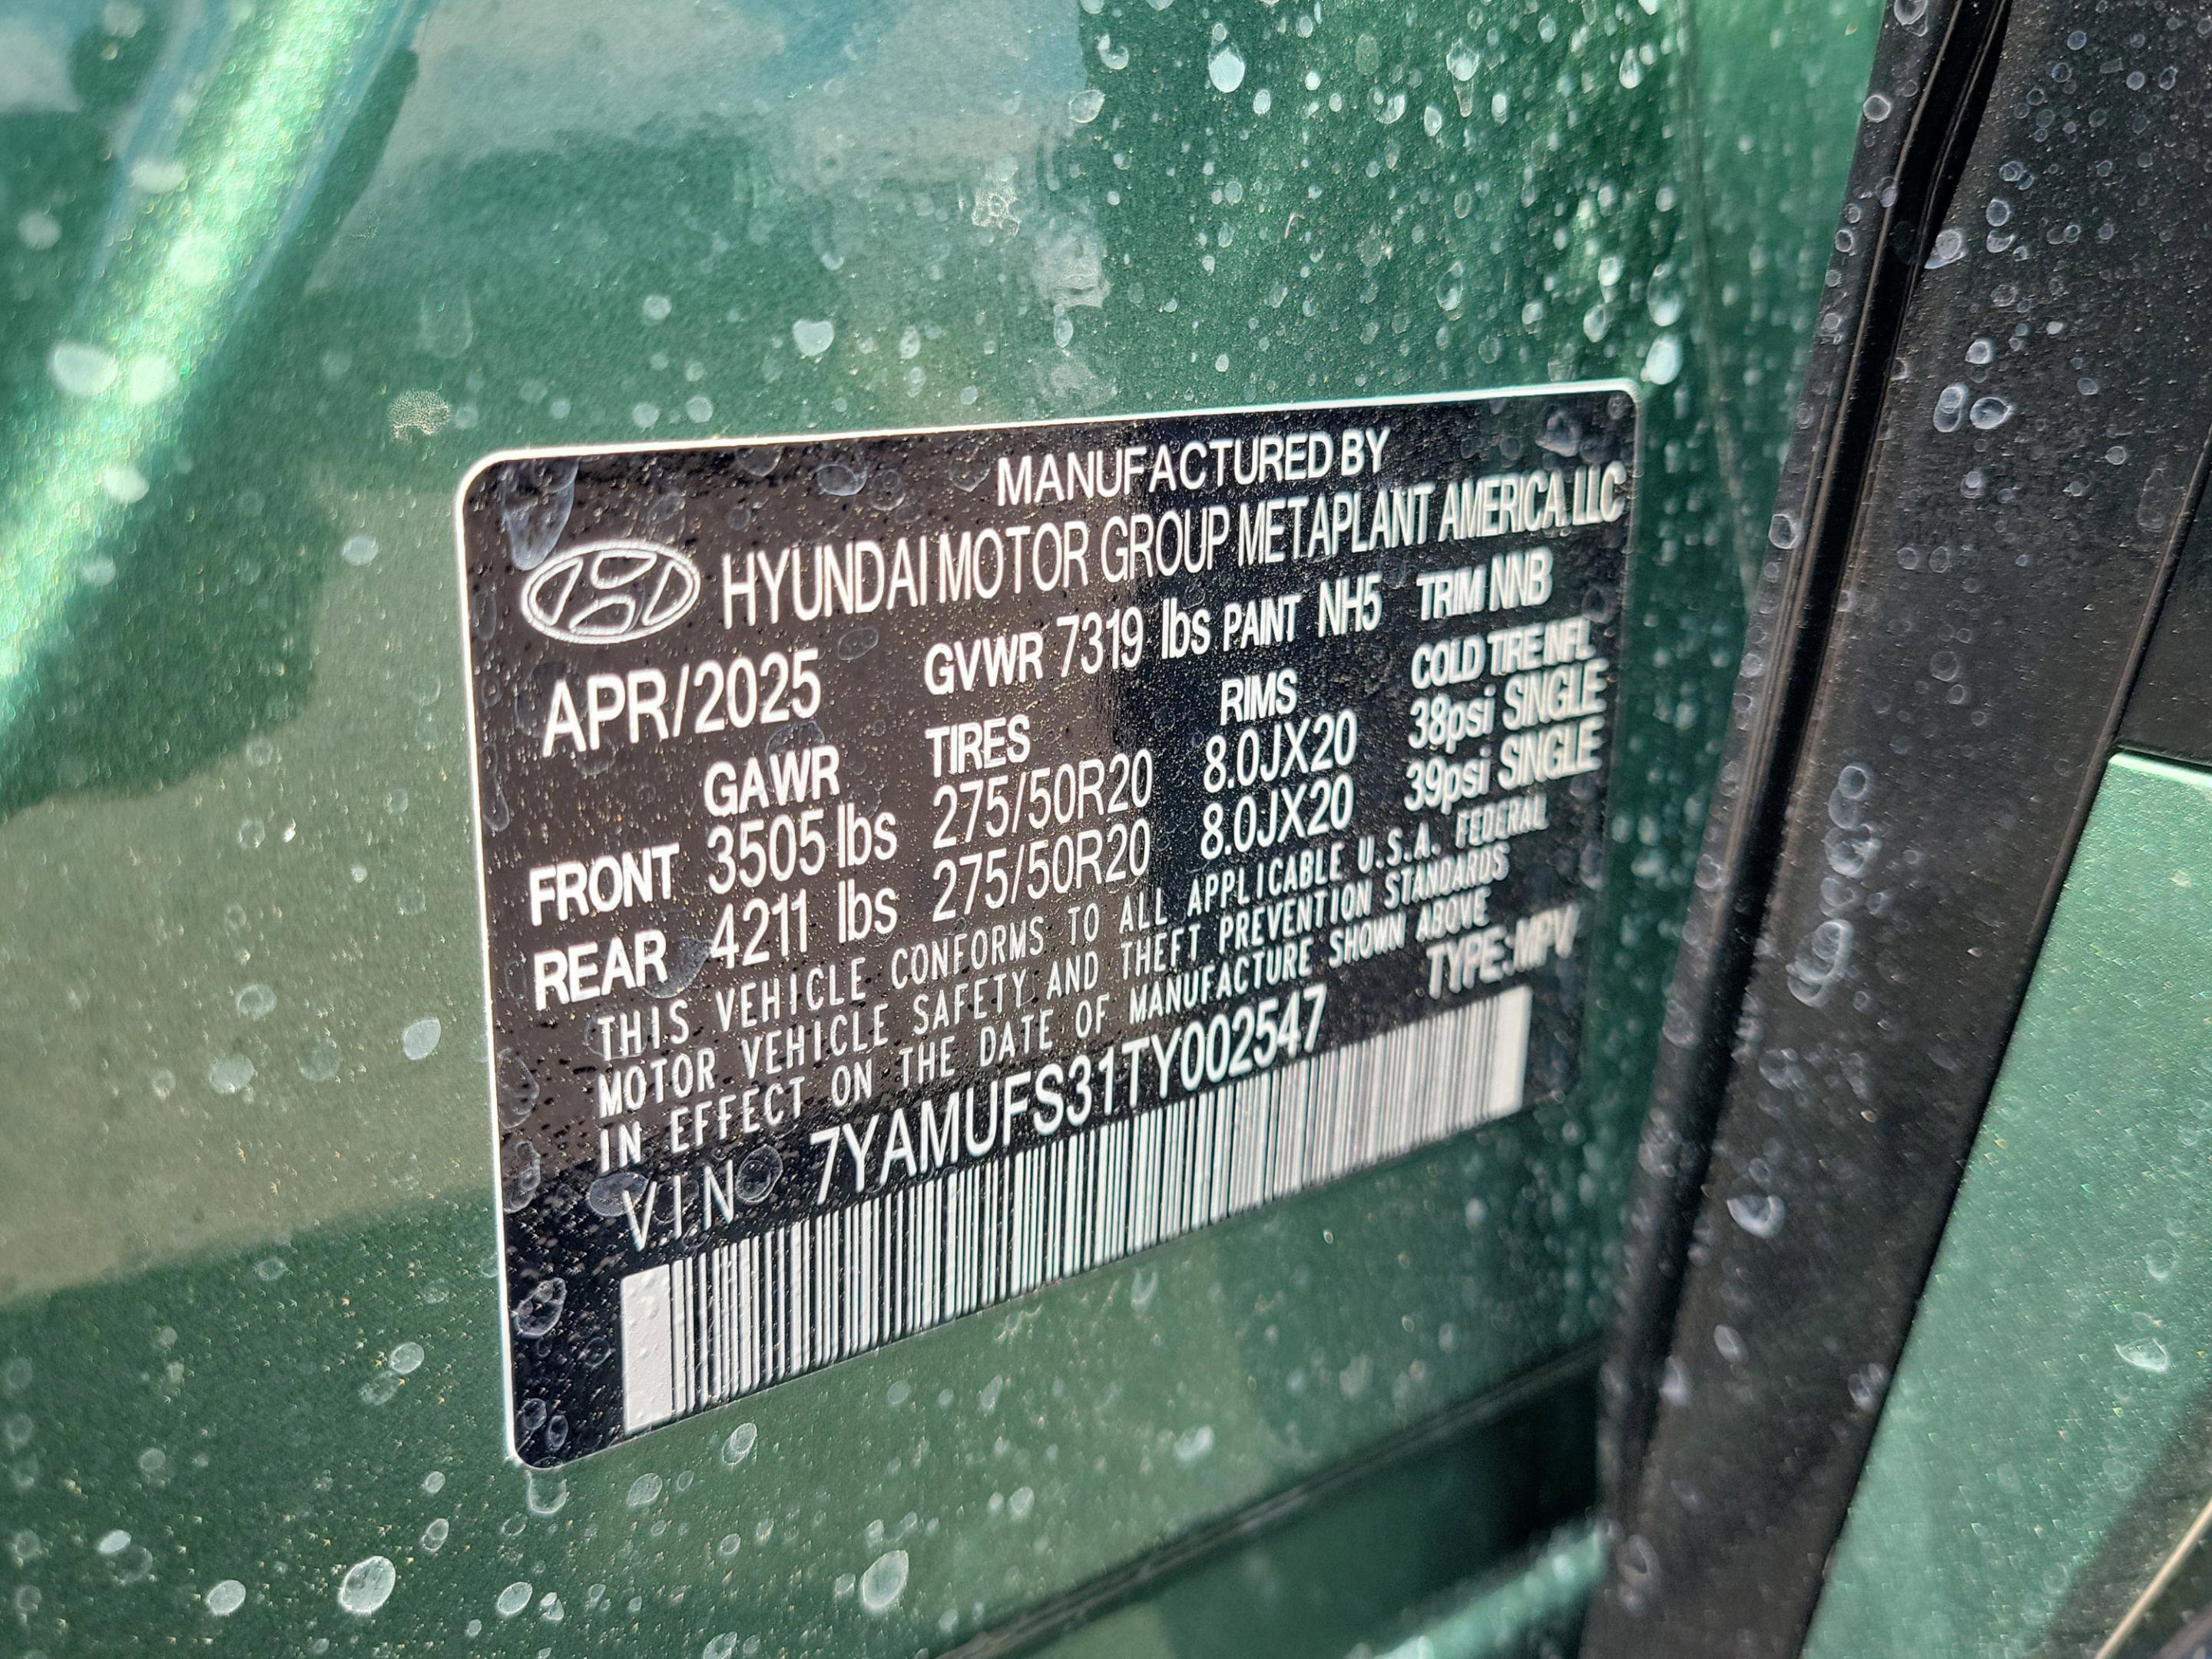 MANUFACTURED BY
HYUNDAI MOTOR GROUP METAPLANT AMERICA. LLC
APR/2025 GVWR 7319 lbs PAINT NH5 TRIM NNB
GAWR TIRES RIMS COLD TIRE INFL
FRONT 3505 lbs 275/50R20 8.0JX20 38psi SINGLE
REAR 4211 lbs 275/50R20 8.0JX20 39psi SINGLE
THIS VEHICLE CONFORMS TO ALL APPLICABLE U.S.A. FEDERAL
MOTOR VEHICLE SAFETY AND THEFT PREVENTION STANDARDS
IN EFFECT ON THE DATE OF MANUFACTURE SHOWN ABOVE
V.I.N 7YAMUFS31TY002547 TYPE:MPV